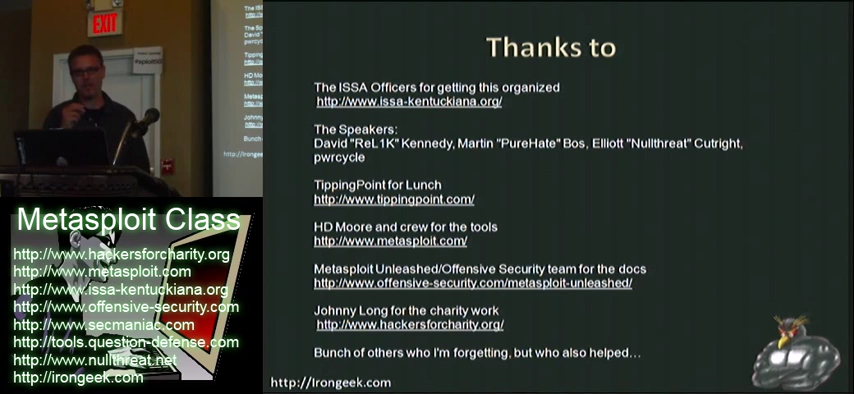 EXIT
Thanks to
The ISSA Officers for getting this organized
http://www.issa-kentuckiana.org/
The Speakers:
David "ReL1K" Kennedy, Martin "PureHate" Bos, Elliott "Nullthreat" Cutright,
pwrcycle
TippingPoint for Lunch
http://www.tippingpoint.com/
HD Moore and crew for the tools
http://www.metasploit.com/
Metasploit Unleashed/Offensive Security team for the docs
http://www.offensive-security.com/metasploit-unleashed/
Johnny Long for the charity work
http://www.hackersforcharity.org/
Bunch of others who I'm forgetting, but who also helped…
http://Irongeek.com
Metasploit Class
http://www.hackersforcharity.org
http://www.metasploit.com
http://www.issa-kentuckiana.org
http://www.offensive-security.com
http://www.secmaniac.com
http://tools.question-defense.com
http://www.nullthreat.net
http://irongeek.com